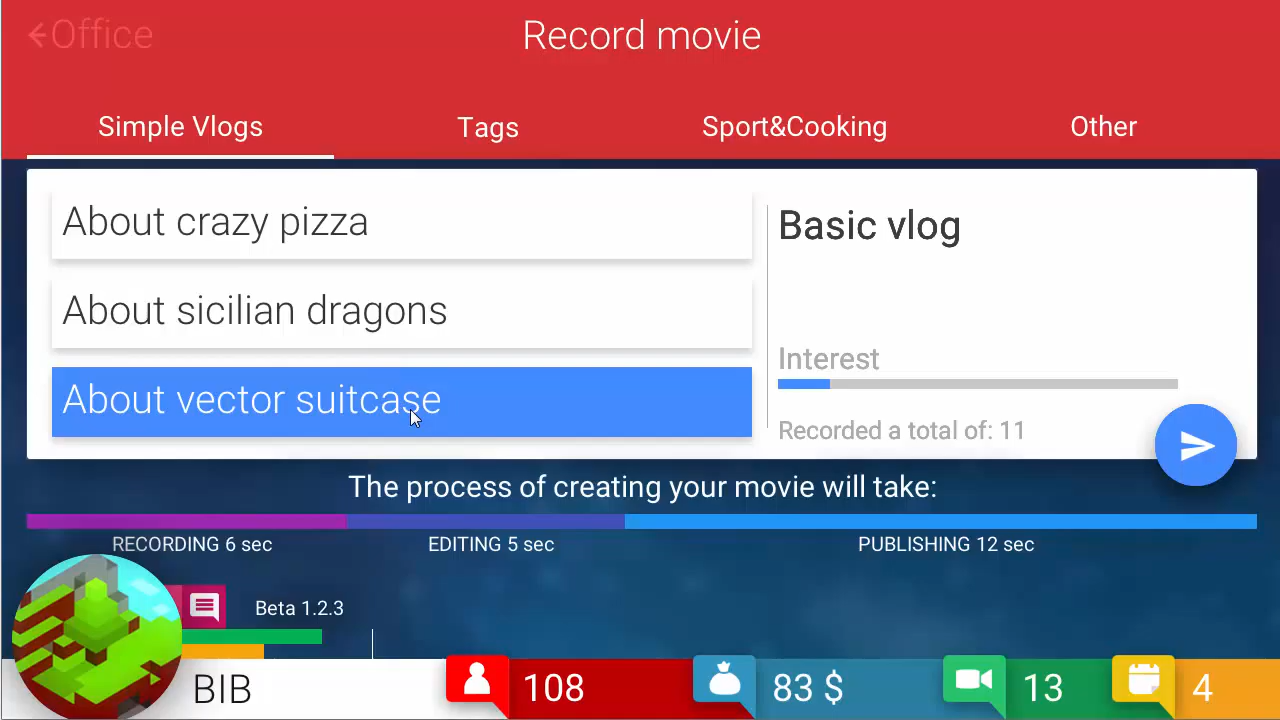 Office
Record movie
Simple Vlogs
Tags
Sport&Cooking
Other
About crazy pizza
About sicilian dragons
About vector suitcase
Basic vlog
Interest
Recorded a total of: 11
The process of creating your movie will take:
RECORDING 6 sec
EDITING 5 sec
PUBLISHING 12 sec
Beta 1.2.3
BIB
108
83 $
13
4